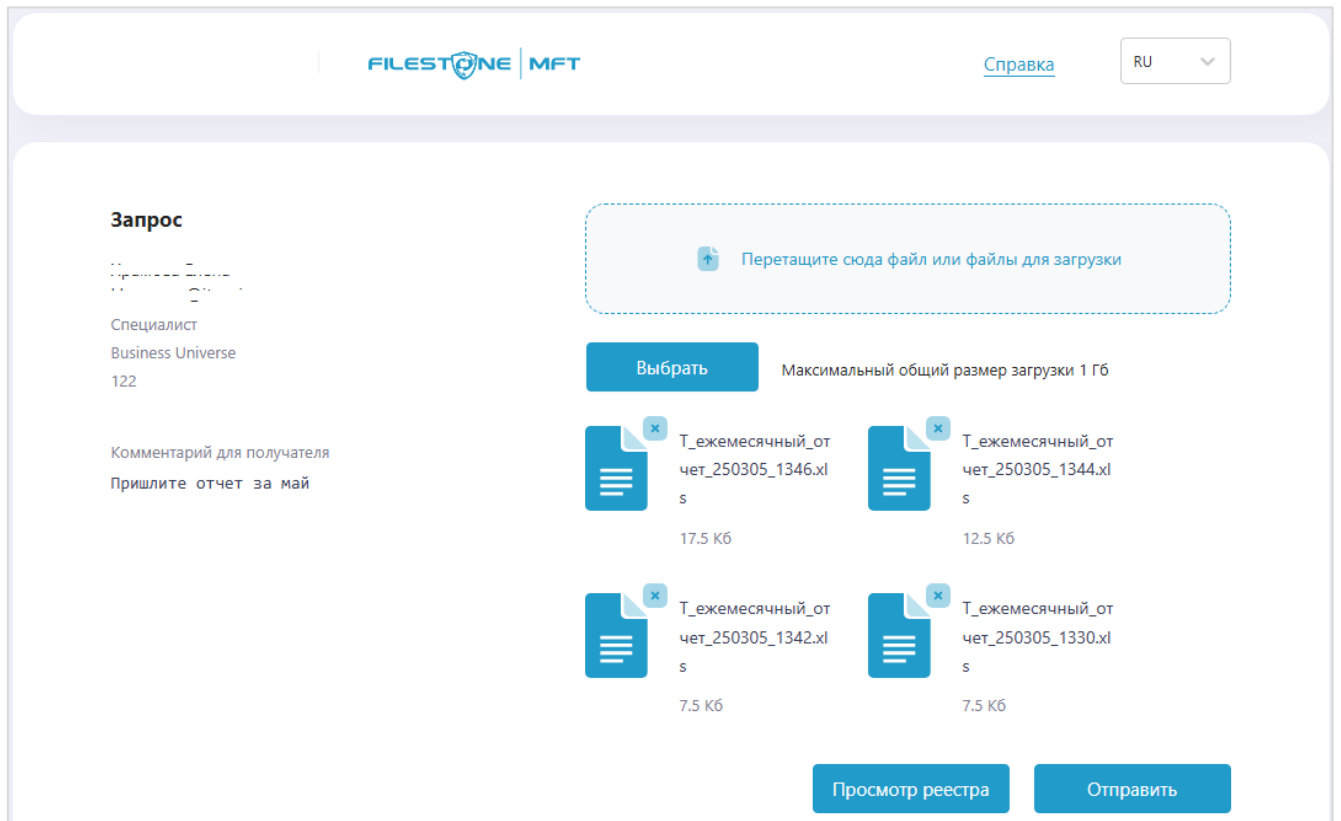 FILESTONE | MFT
Справка
RU
Запрос
Специалист
Business Universe
122
Комментарий для получателя
Пришлите отчет за май
Перетащите сюда файл или файлы для загрузки
Выбрать
Максимальный общий размер загрузки 1 Гб
Т_ежемесячный_от
чет_250305_1346.xl
s
17.5 Кб
Т_ежемесячный_от
чет_250305_1344.xl
s
12.5 Кб
Т_ежемесячный_от
чет_250305_1342.xl
s
7.5 Кб
Т_ежемесячный_от
чет_250305_1330.xl
s
7.5 Кб
Просмотр реестра
Отправить